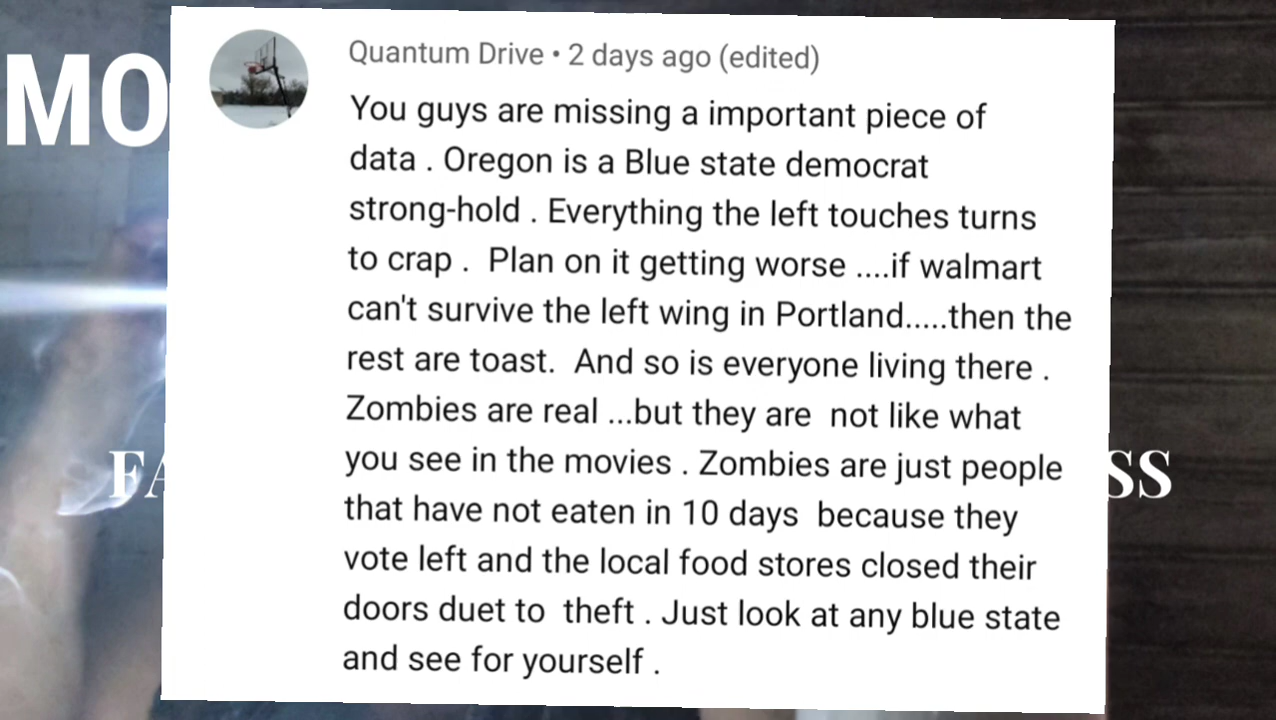 MO
Quantum Drive • 2 days ago (edited)
You guys are missing a important piece of
data . Oregon is a Blue state democrat
strong-hold . Everything the left touches turns
to crap .  Plan on it getting worse ....if walmart
can't survive the left wing in Portland.....then the
rest are toast.  And so is everyone living there .
Zombies are real ...but they are  not like what
you see in the movies . Zombies are just people
that have not eaten in 10 days  because they
vote left and the local food stores closed their
doors duet to  theft . Just look at any blue state
and see for yourself .
FA
SS